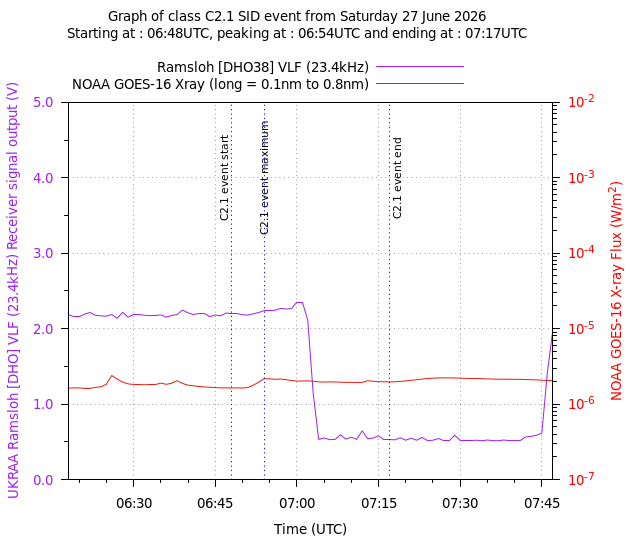 Graph of class C2.1 SID event from Saturday 27 June 2026
Starting at : 06:48UTC, peaking at : 06:54UTC and ending at : 07:17UTC
Ramsloh [DHO38] VLF (23.4kHz)
NOAA GOES-16 Xray (long = 0.1nm to 0.8nm)
UKRAA Ramsloh [DHO] VLF (23.4kHz) Receiver signal output (V)
5.0
4.0
3.0
2.0
1.0
0.0
C2.1 event start
C2.1 event maximum
C2.1 event end
10-2
10-3
10-4
10-5
10-6
10-7
NOAA GOES-16 X-ray Flux (W/m²)
06:30 06:45 07:00 07:15 07:30 07:45
Time (UTC)